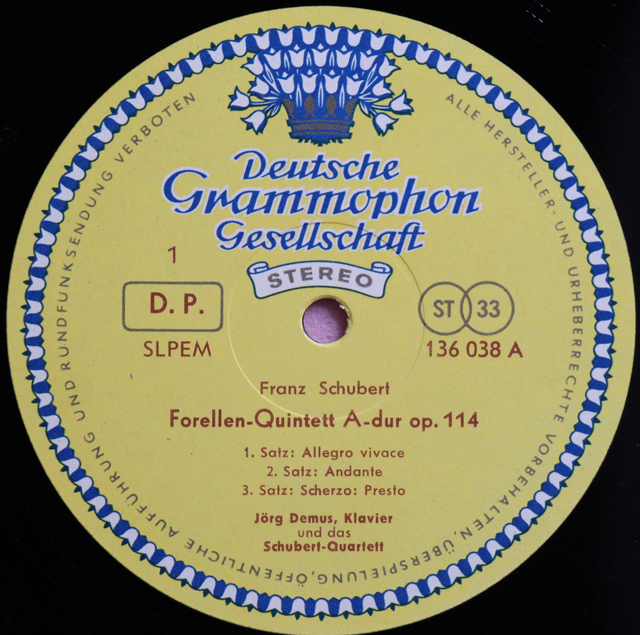 Deutsche
Grammophon
Gesellschaft
STEREO
1
D. P.
SLPEM
ST 33
136 038 A
Franz Schubert
Forellen-Quintett A-dur op. 114
1. Satz: Allegro vivace
2. Satz: Andante
3. Satz: Scherzo: Presto
Jörg Demus, Klavier
und das
Schubert-Quartett
ALLE HERSTELLER- UND URHEBERRECHTE VORBEHALTEN, ÜBERSPIELUNG, ÖFFENTLICHE AUFFÜHRUNG UND RUNDFUNKSENDUNG VERBOTEN